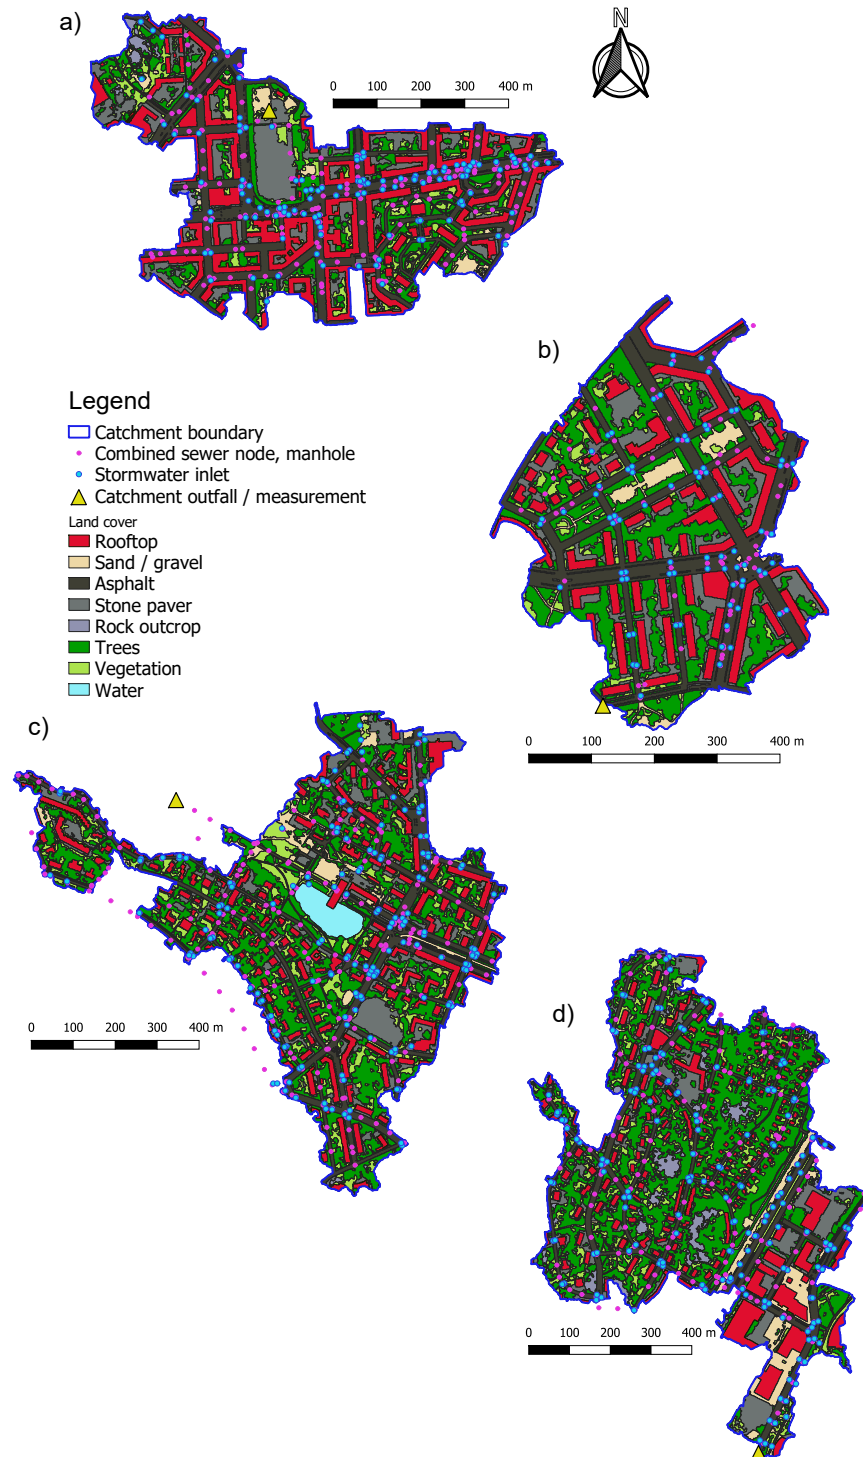 a)
N
0 100 200 300 400 m
b)
Legend
Catchment boundary
Combined sewer node, manhole
Stormwater inlet
Catchment outfall / measurement
Land cover
Rooftop
Sand / gravel
Asphalt
Stone paver
Rock outcrop
Trees
Vegetation
Water
c)
0 100 200 300 400 m
0 100 200 300 400 m
d)
0 100 200 300 400 m